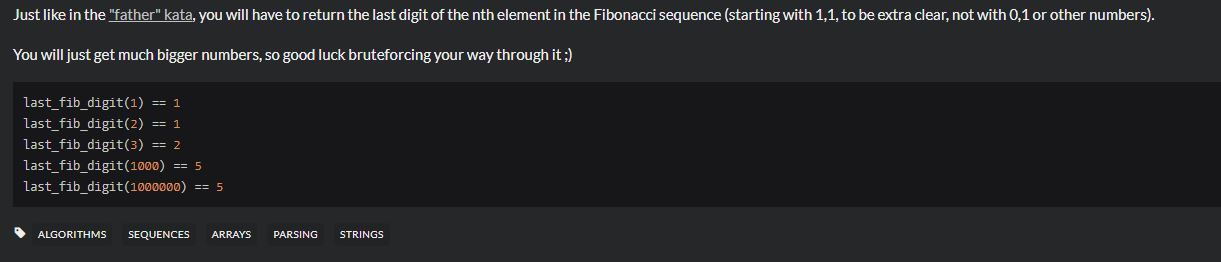 Just like in the "father" kata, you will have to return the last digit of the nth element in the Fibonacci sequence (starting with 1,1, to be extra clear, not with 0,1 or other numbers).
You will just get much bigger numbers, so good luck bruteforcing your way through it ;)
last_fib_digit(1) == 1
last_fib_digit(2) == 1
last_fib_digit(3) == 2
last_fib_digit(1000) == 5
last_fib_digit(1000000) == 5
ALGORITHMS SEQUENCES ARRAYS PARSING STRINGS